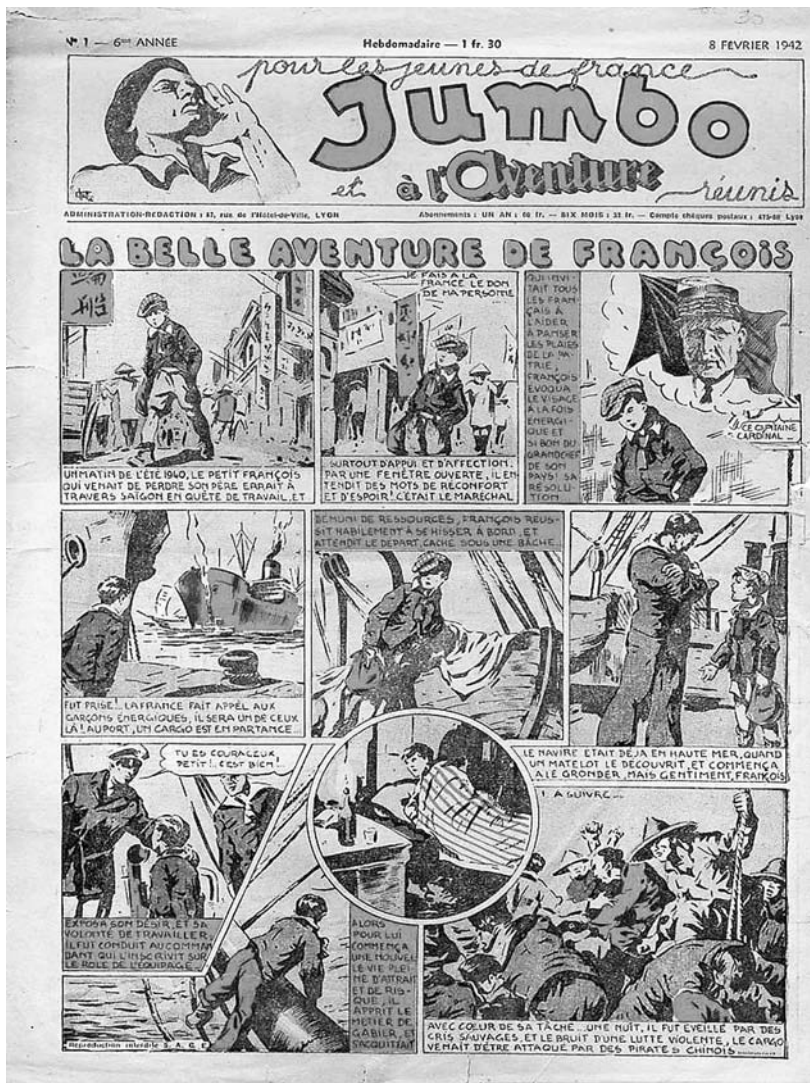 N° 1 — 6me ANNÉE
Hebdomadaire — 1 fr. 30
8 FÉVRIER 1942
pour les jeunes de france
Jumbo
et à l'Aventure réunis
ADMINISTRATION-REDACTION : 63, rue de l'Hôtel-de-Ville, LYON
Abonnements : UN AN : 60 fr. — SIX MOIS : 33 fr. — Compte chèques postaux : Lyon
LA BELLE AVENTURE DE FRANÇOIS
UN MATIN DE L'ÉTÉ 1940, LE PETIT FRANÇOIS
QUI VENAIT DE PERDRE SON PÈRE ERRAIT À
TRAVERS SAÏGON EN QUÊTE DE TRAVAIL, ET
JE FAIS A LA
FRANCE LE DON
DE MA PERSONNE
SURTOUT D'APPUI ET D'AFFECTION.
PAR UNE FENÊTRE OUVERTE, IL EN-
TENDIT DES MOTS DE RÉCONFORT
ET D'ESPOIR! C'ÉTAIT LE MARÉCHAL
QUI INVI-
TAIT TOUS
LES FRAN-
ÇAIS À
L'AIDER
À PANSER
LES PLAIES
DE LA PA-
TRIE,
FRANÇOIS
ÉVOQUA
LE VISAGE
A LA FOIS
ÉNERGI-
QUE ET
SI BON DU
GRAND CHEF
DE SON
PAYS! SA
RÉSOLU-
TION
CE CAPITAINE
CARDINAL
FUT PRISE!.. LA FRANCE FAIT APPEL AUX
GARÇONS ÉNERGIQUES, IL SERA UN DE CEUX
LÀ! AU PORT, UN CARGO EST EN PARTANCE...
DÉMUNI DE RESSOURCES, FRANÇOIS RÉUS-
SIT HABILEMENT À SE HISSER À BORD, ET
ATTENDIT LE DÉPART, CACHÉ SOUS UNE BÂCHE...
LE NAVIRE ÉTAIT DÉJÀ EN HAUTE MER, QUAND
UN MATELOT LE DÉCOUVRIT, ET COMMENÇA
A LE GRONDER, MAIS GENTIMENT, FRANÇOIS
TU ES COURAGEUX,
PETIT!.. C'EST BIEN!
EXPOSA SON DÉSIR, ET SA
VOLONTÉ DE TRAVAILLER,
IL FUT CONDUIT AU COMMAN
DANT QUI L'INSCRIVIT SUR
LE ROLE DE L'ÉQUIPAGE...
ALORS
POUR LUI
COMMENÇA
UNE NOUVEL
LE VIE PLEI
NE D'ATTRAIT
ET DE RIS-
QUE, IL
APPRIT LE
MÉTIER DE
GABIER, ET
S'ACQUITTAIT
Reproduction interdite S. A. G. E.
A SUIVRE...
AVEC CŒUR DE SA TÂCHE... UNE NUIT, IL FUT ÉVEILLÉ PAR DES
CRIS SAUVAGES, ET LE BRUIT D'UNE LUTTE VIOLENTE, LE CARGO
VENAIT D'ÊTRE ATTAQUÉ PAR DES PIRATES CHINOIS